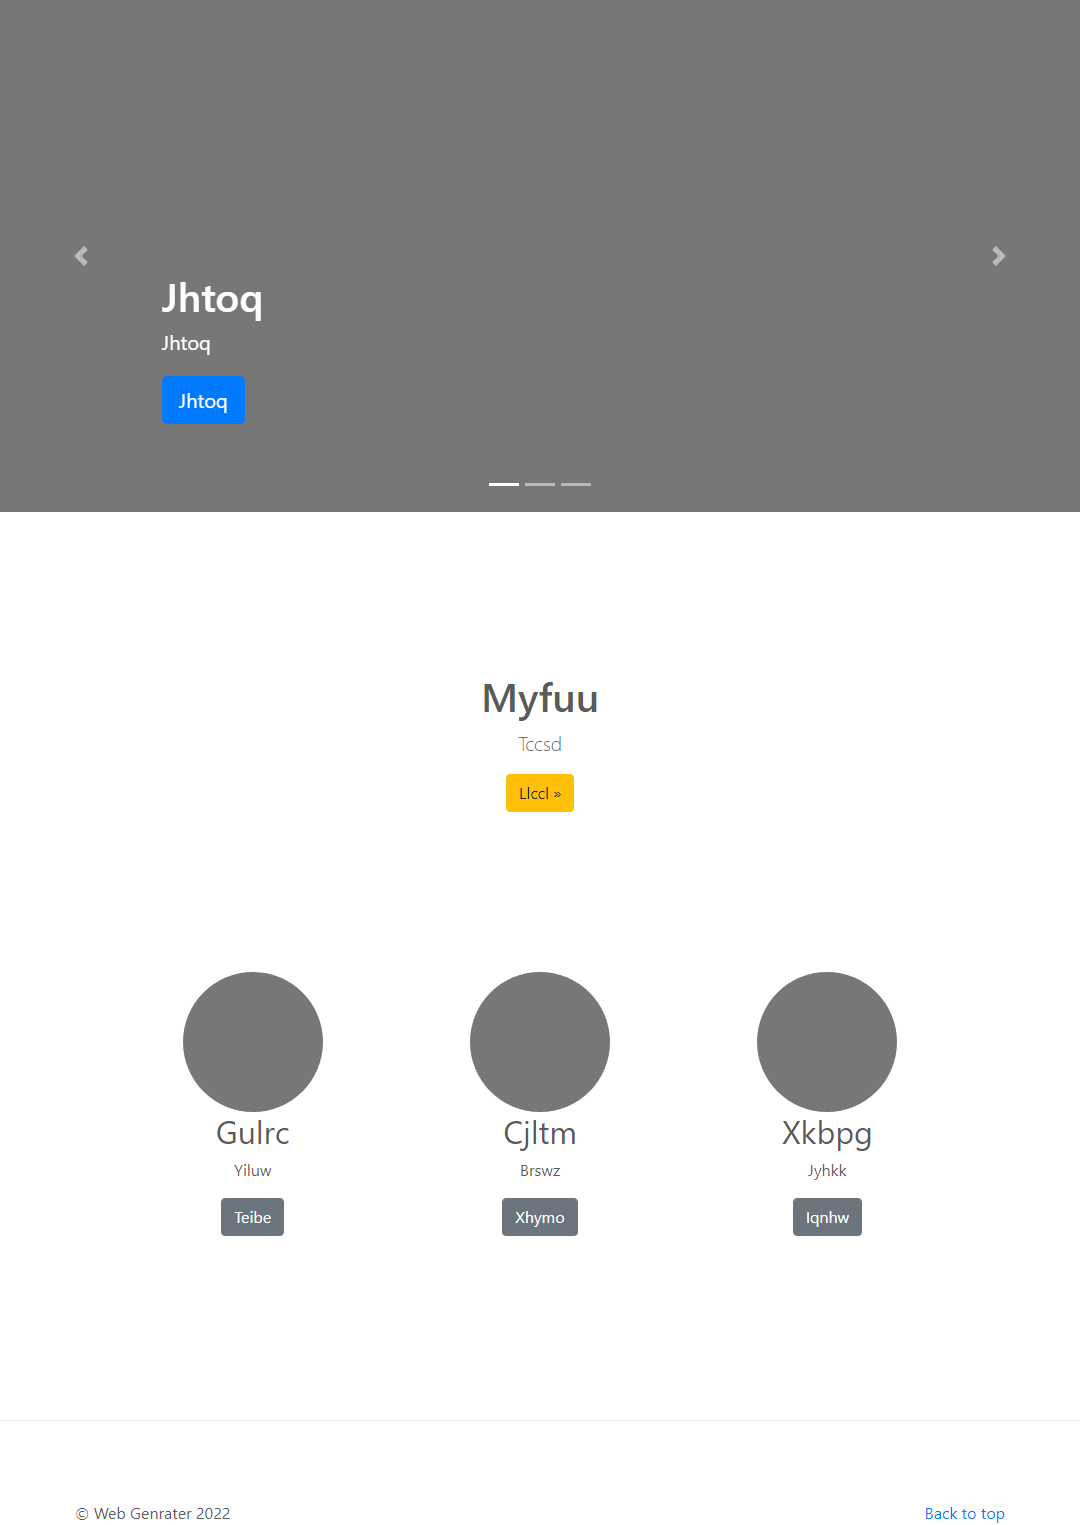 Jhtoq
Jhtoq
Jhtoq
Myfuu
Tccsd
Llccl »
Gulrc
Cjltm
Xkbpg
Yiluw
Brswz
Jyhkk
Teibe
Xhymo
Iqnhw
© Web Genrater 2022
Back to top